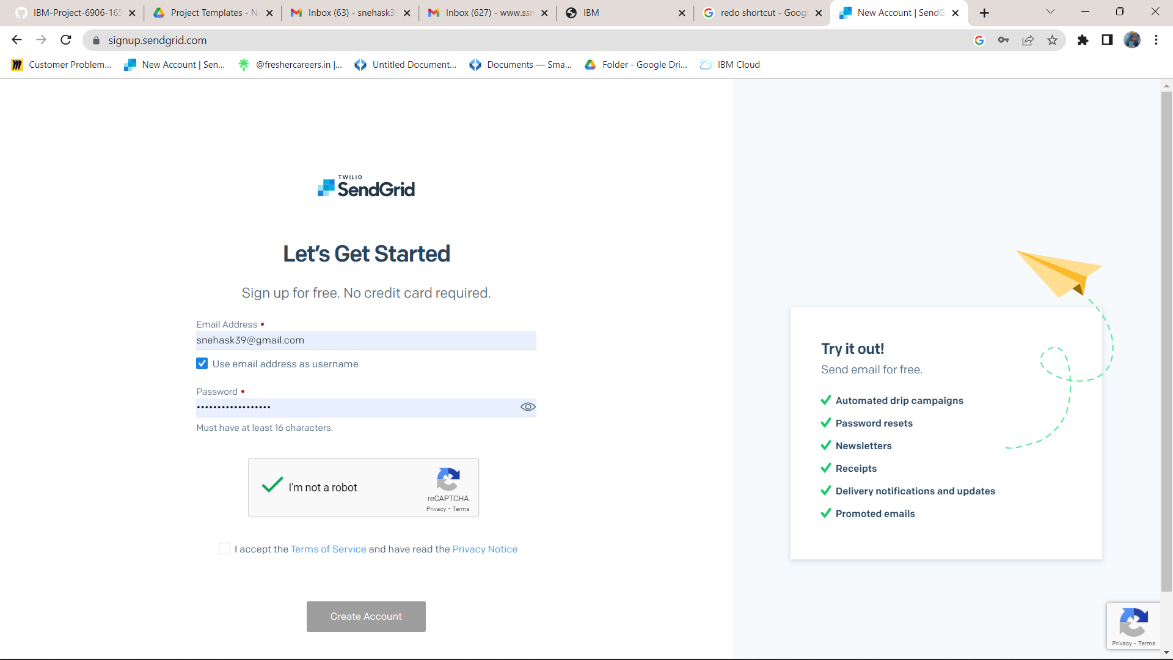 IBM-Project-6906-165
Project Templates - N
Inbox (63) - snehask39
Inbox (627) - www.ssn
IBM
redo shortcut - Goog
New Account | SendG
signup.sendgrid.com
Customer Problem...
New Account | Sen...
@freshercareers.in |...
Untitled Document...
Documents — Sma...
Folder - Google Dri...
IBM Cloud
TWILIO
SendGrid
Let's Get Started
Sign up for free. No credit card required.
Email Address •
snehask39@gmail.com
Use email address as username
Password •
••••••••••••••••••
Must have at least 16 characters.
I'm not a robot
reCAPTCHA
Privacy - Terms
I accept the Terms of Service and have read the Privacy Notice
Create Account
Try it out!
Send email for free.
Automated drip campaigns
Password resets
Newsletters
Receipts
Delivery notifications and updates
Promoted emails
Privacy - Terms